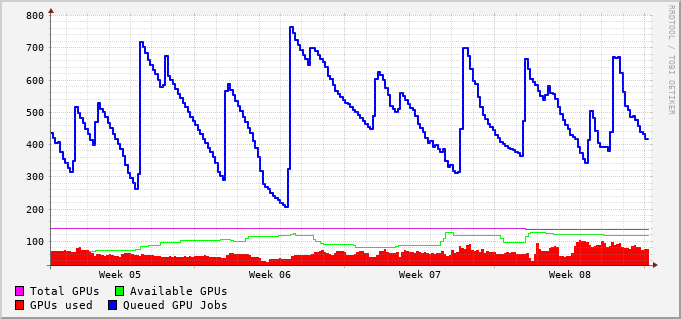 800
700
600
500
400
300
200
100
Week 05 Week 06 Week 07 Week 08
Total GPUs Available GPUs
GPUs used Queued GPU Jobs
RRDTOOL / TOBI OETIKER